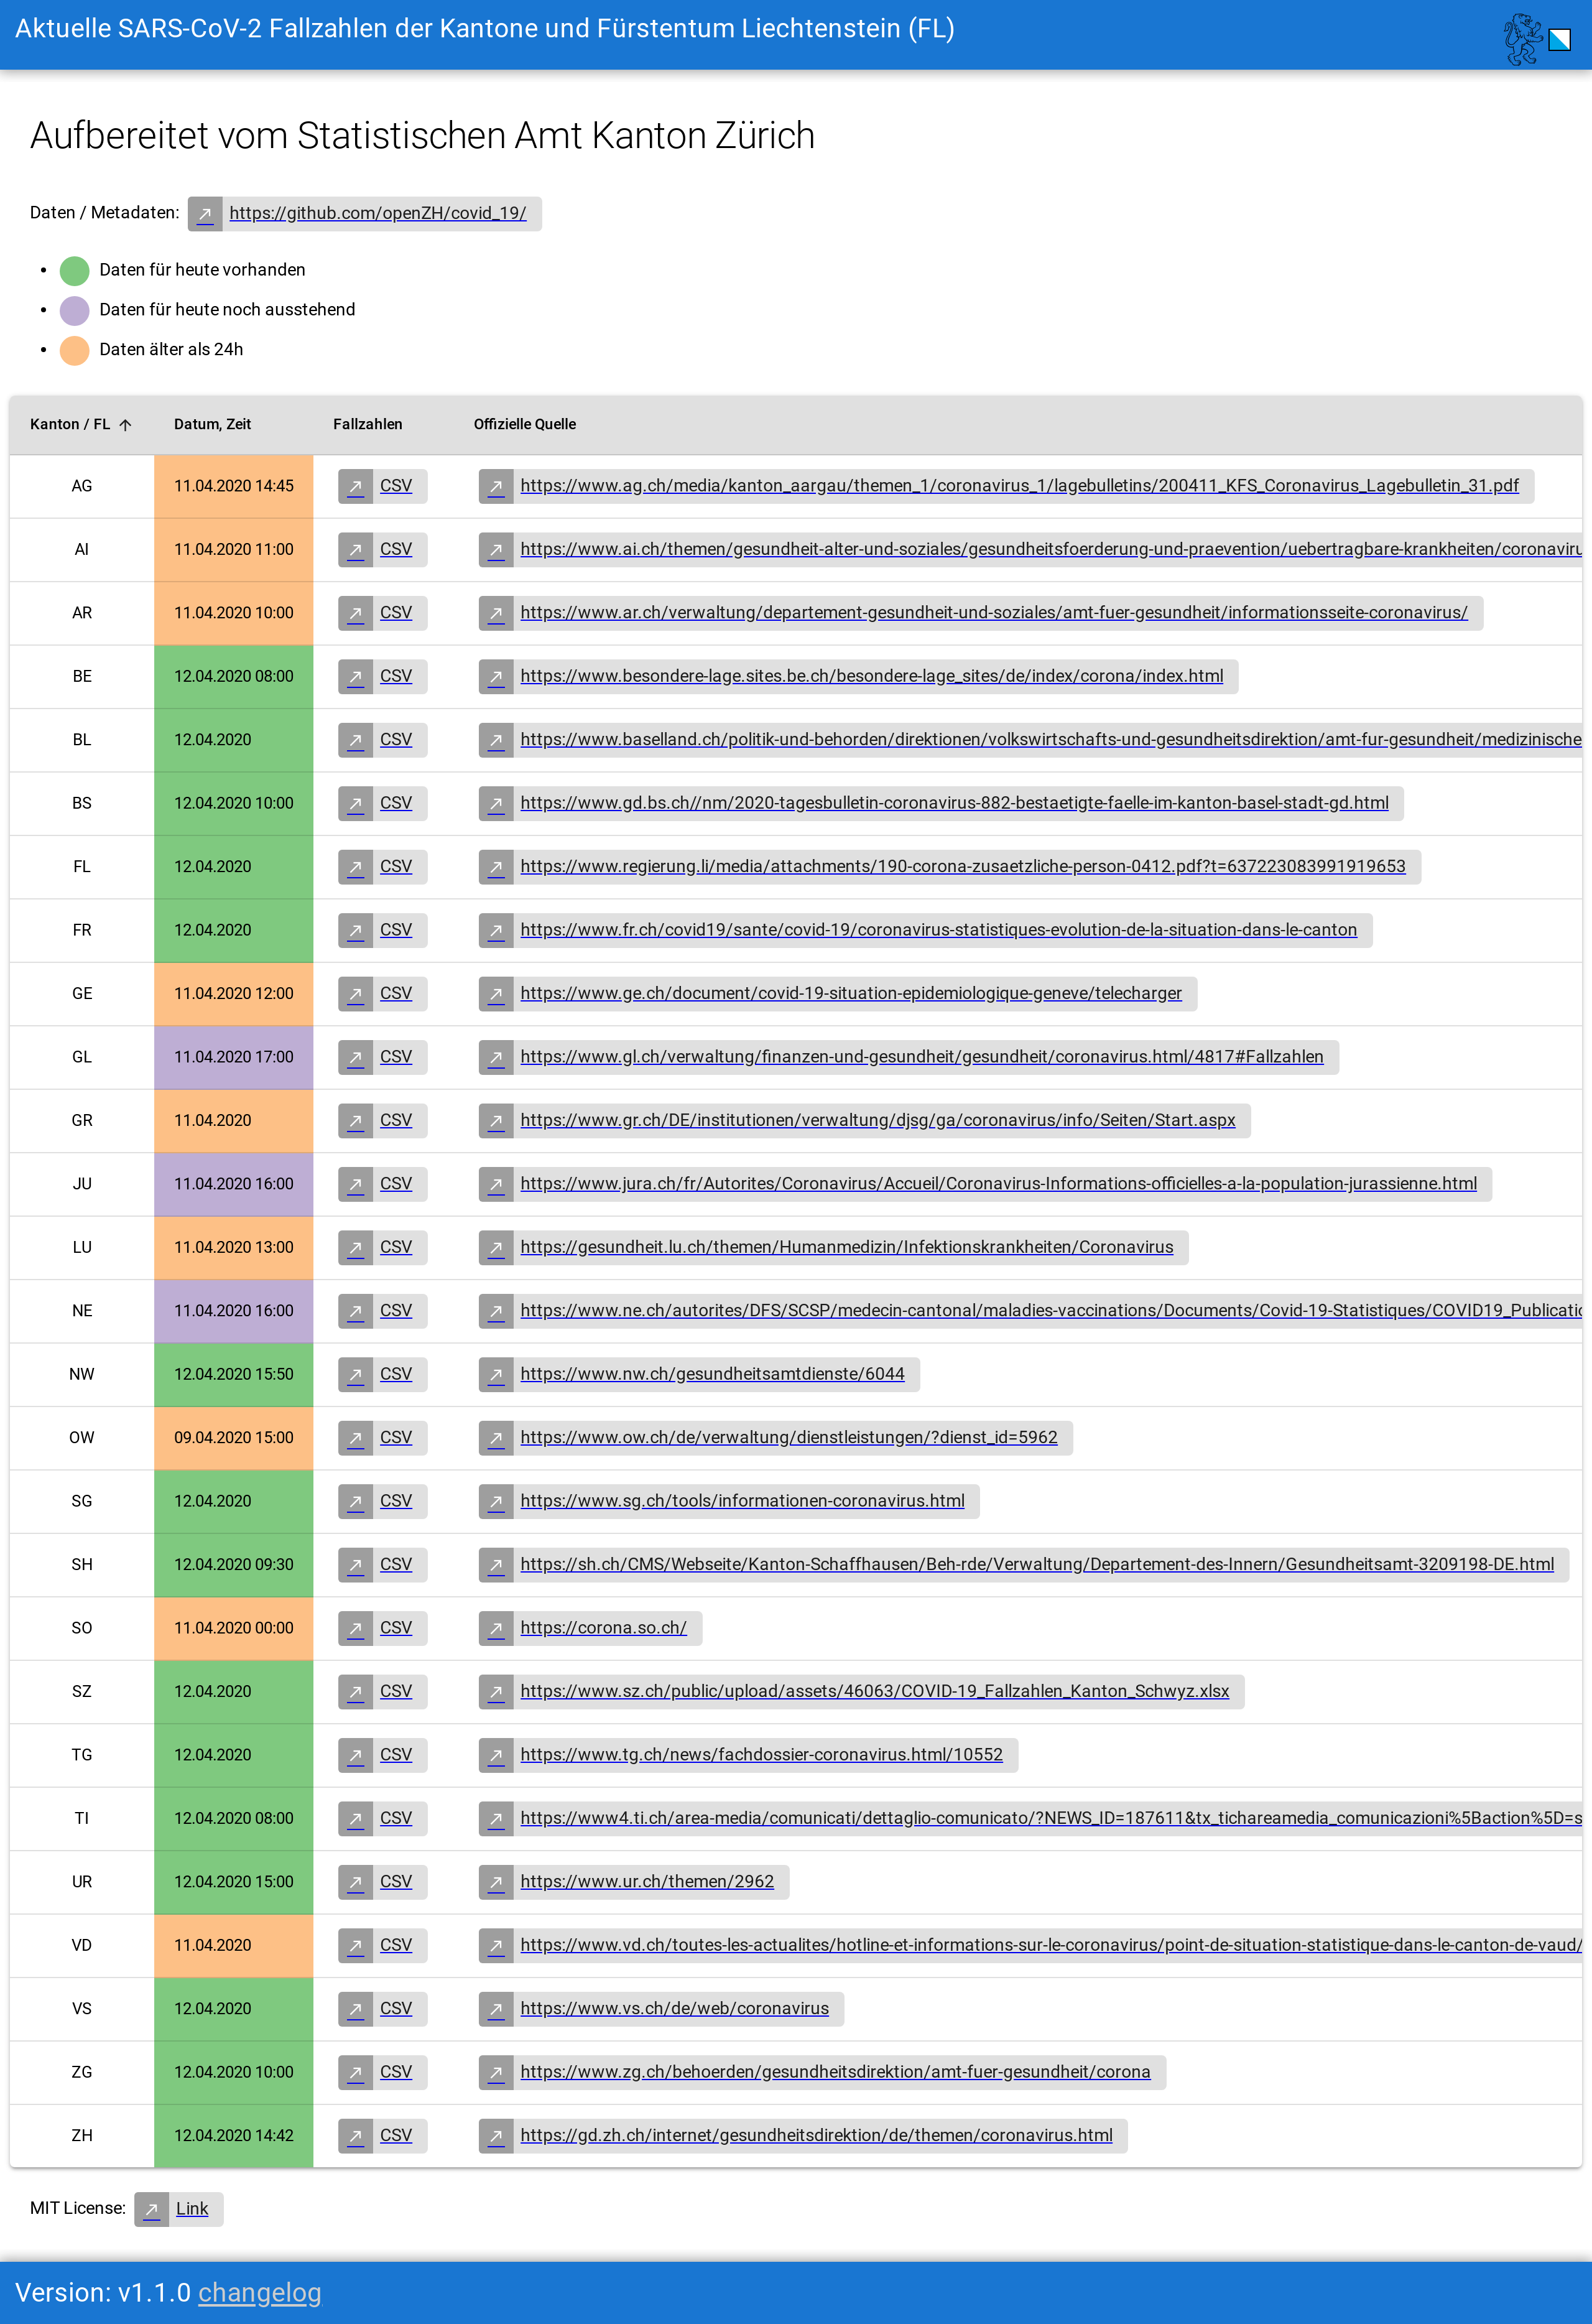 Aktuelle SARS-CoV-2 Fallzahlen der Kantone und Fürstentum Liechtenstein (FL)
Aufbereitet vom Statistischen Amt Kanton Zürich
Daten / Metadaten: https://github.com/openZH/covid_19/
Daten für heute vorhanden
Daten für heute noch ausstehend
Daten älter als 24h
Kanton / FL Datum, Zeit Fallzahlen Offizielle Quelle
AG 11.04.2020 14:45 CSV https://www.ag.ch/media/kanton_aargau/themen_1/coronavirus_1/lagebulletins/200411_KFS_Coronavirus_Lagebulletin_31.pdf
AI 11.04.2020 11:00 CSV https://www.ai.ch/themen/gesundheit-alter-und-soziales/gesundheitsfoerderung-und-praevention/uebertragbare-krankheiten/coronaviru
AR 11.04.2020 10:00 CSV https://www.ar.ch/verwaltung/departement-gesundheit-und-soziales/amt-fuer-gesundheit/informationsseite-coronavirus/
BE 12.04.2020 08:00 CSV https://www.besondere-lage.sites.be.ch/besondere-lage_sites/de/index/corona/index.html
BL 12.04.2020 CSV https://www.baselland.ch/politik-und-behorden/direktionen/volkswirtschafts-und-gesundheitsdirektion/amt-fur-gesundheit/medizinische
BS 12.04.2020 10:00 CSV https://www.gd.bs.ch//nm/2020-tagesbulletin-coronavirus-882-bestaetigte-faelle-im-kanton-basel-stadt-gd.html
FL 12.04.2020 CSV https://www.regierung.li/media/attachments/190-corona-zusaetzliche-person-0412.pdf?t=637223083991919653
FR 12.04.2020 CSV https://www.fr.ch/covid19/sante/covid-19/coronavirus-statistiques-evolution-de-la-situation-dans-le-canton
GE 11.04.2020 12:00 CSV https://www.ge.ch/document/covid-19-situation-epidemiologique-geneve/telecharger
GL 11.04.2020 17:00 CSV https://www.gl.ch/verwaltung/finanzen-und-gesundheit/gesundheit/coronavirus.html/4817#Fallzahlen
GR 11.04.2020 CSV https://www.gr.ch/DE/institutionen/verwaltung/djsg/ga/coronavirus/info/Seiten/Start.aspx
JU 11.04.2020 16:00 CSV https://www.jura.ch/fr/Autorites/Coronavirus/Accueil/Coronavirus-Informations-officielles-a-la-population-jurassienne.html
LU 11.04.2020 13:00 CSV https://gesundheit.lu.ch/themen/Humanmedizin/Infektionskrankheiten/Coronavirus
NE 11.04.2020 16:00 CSV https://www.ne.ch/autorites/DFS/SCSP/medecin-cantonal/maladies-vaccinations/Documents/Covid-19-Statistiques/COVID19_Publicatio
NW 12.04.2020 15:50 CSV https://www.nw.ch/gesundheitsamtdienste/6044
OW 09.04.2020 15:00 CSV https://www.ow.ch/de/verwaltung/dienstleistungen/?dienst_id=5962
SG 12.04.2020 CSV https://www.sg.ch/tools/informationen-coronavirus.html
SH 12.04.2020 09:30 CSV https://sh.ch/CMS/Webseite/Kanton-Schaffhausen/Beh-rde/Verwaltung/Departement-des-Innern/Gesundheitsamt-3209198-DE.html
SO 11.04.2020 00:00 CSV https://corona.so.ch/
SZ 12.04.2020 CSV https://www.sz.ch/public/upload/assets/46063/COVID-19_Fallzahlen_Kanton_Schwyz.xlsx
TG 12.04.2020 CSV https://www.tg.ch/news/fachdossier-coronavirus.html/10552
TI 12.04.2020 08:00 CSV https://www4.ti.ch/area-media/comunicati/dettaglio-comunicato/?NEWS_ID=187611&tx_tichareamedia_comunicazioni%5Baction%5D=s
UR 12.04.2020 15:00 CSV https://www.ur.ch/themen/2962
VD 11.04.2020 CSV https://www.vd.ch/toutes-les-actualites/hotline-et-informations-sur-le-coronavirus/point-de-situation-statistique-dans-le-canton-de-vaud/
VS 12.04.2020 CSV https://www.vs.ch/de/web/coronavirus
ZG 12.04.2020 10:00 CSV https://www.zg.ch/behoerden/gesundheitsdirektion/amt-fuer-gesundheit/corona
ZH 12.04.2020 14:42 CSV https://gd.zh.ch/internet/gesundheitsdirektion/de/themen/coronavirus.html
MIT License: Link
Version: v1.1.0 changelog